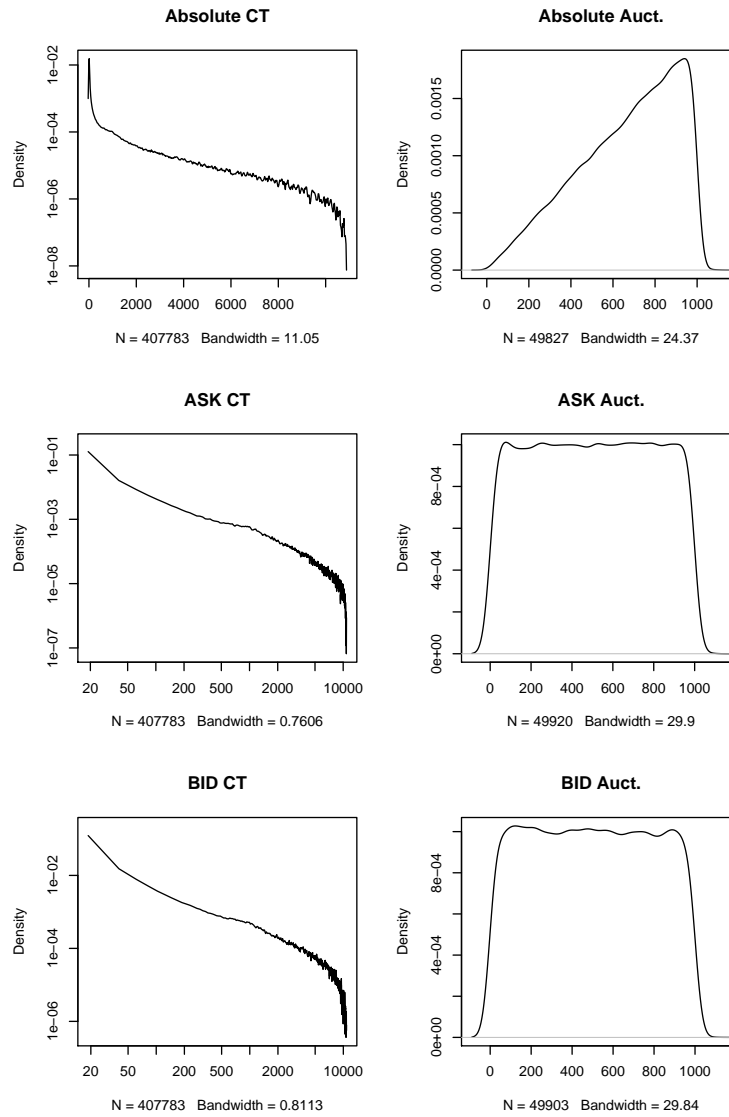 Absolute CT
Density
1e-08 1e-06 1e-04 1e-02
0 2000 4000 6000 8000
N = 407783 Bandwidth = 11.05
Absolute Auct.
Density
0.0000 0.0005 0.0010 0.0015
0 200 400 600 800 1000
N = 49827 Bandwidth = 24.37
ASK CT
Density
1e-07 1e-05 1e-03 1e-01
20 50 200 500 2000 10000
N = 407783 Bandwidth = 0.7606
ASK Auct.
Density
0e+00 4e-04 8e-04
0 200 400 600 800 1000
N = 49920 Bandwidth = 29.9
BID CT
Density
1e-06 1e-04 1e-02
20 50 200 500 2000 10000
N = 407783 Bandwidth = 0.8113
BID Auct.
Density
0e+00 4e-04 8e-04
0 200 400 600 800 1000
N = 49903 Bandwidth = 29.84